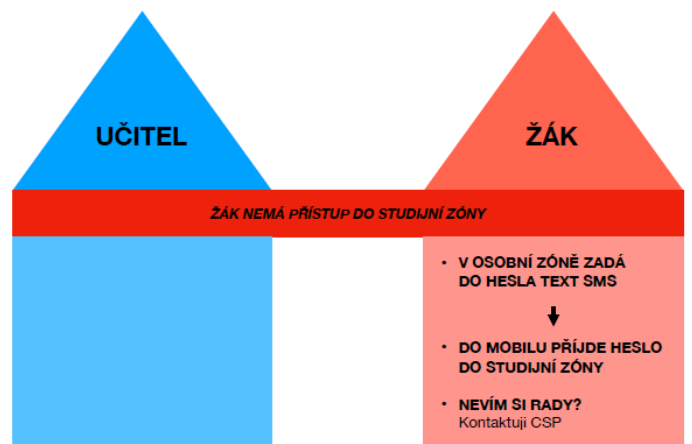 UČITEL
ŽÁK
ŽÁK NEMÁ PŘÍSTUP DO STUDIJNÍ ZÓNY
• V OSOBNÍ ZÓNĚ ZADÁ
DO HESLA TEXT SMS
• DO MOBILU PŘÍJDE HESLO
DO STUDIJNÍ ZÓNY
• NEVÍM SI RADY?
Kontaktuji CSP